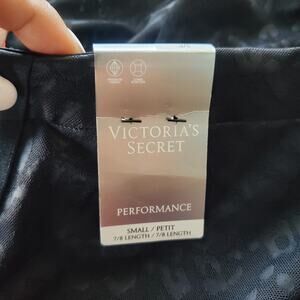 VICTORIA'S
SECRET
PERFORMANCE
SMALL / PETIT
7/8 LENGTH / 7/8 LENGTH